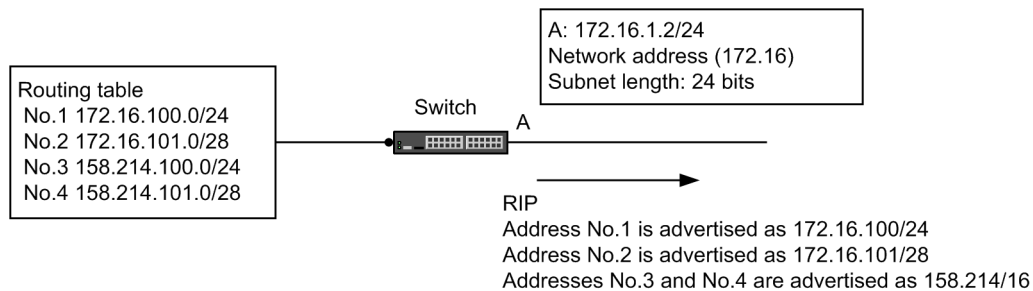 A: 172.16.1.2/24
Network address (172.16)
Subnet length: 24 bits
Routing table
No.1 172.16.100.0/24
No.2 172.16.101.0/28
No.3 158.214.100.0/24
No.4 158.214.101.0/28
Switch
A
RIP
Address No.1 is advertised as 172.16.100/24
Address No.2 is advertised as 172.16.101/28
Addresses No.3 and No.4 are advertised as 158.214/16